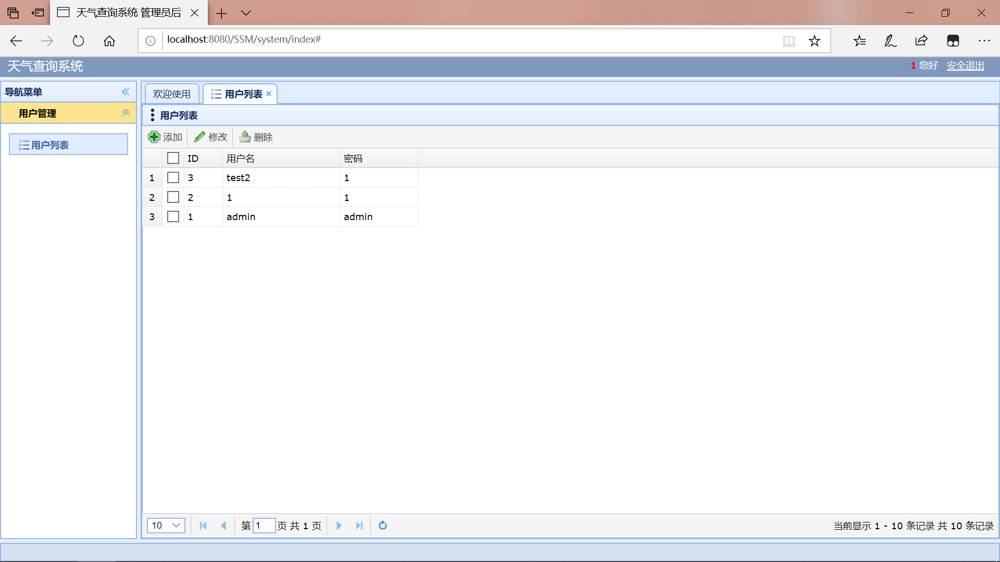 天气查询系统 管理员后
localhost:8080/SSM/system/index#
天气查询系统
1 您好 安全退出
导航菜单
用户管理
用户列表
欢迎使用
用户列表
用户列表
添加 修改 删除
ID 用户名 密码
1 3 test2 1
2 2 1 1
3 1 admin admin
10 第 1 页 共 1 页
当前显示 1 - 10 条记录 共 10 条记录